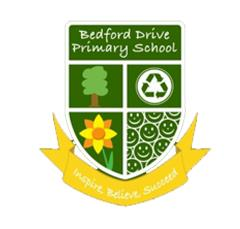 Bedford Drive
Primary School
Inspire, Believe, Succeed